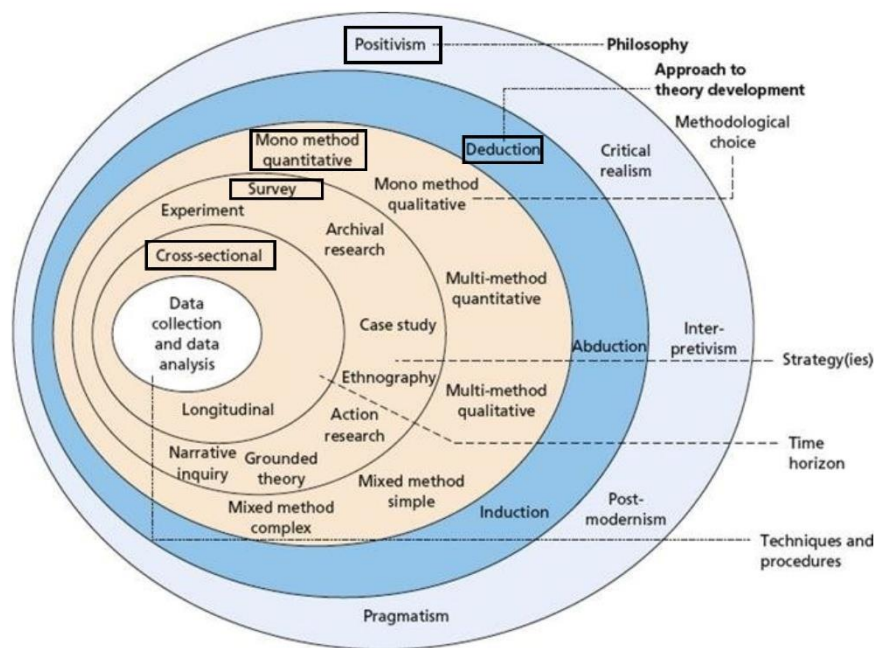 Positivism
Philosophy
Approach to
theory development
Methodological
choice
Mono method
quantitative
Deduction
Critical
realism
Survey
Mono method
qualitative
Experiment
Archival
research
Cross-sectional
Multi-method
quantitative
Data
collection
and data
analysis
Case study
Abduction
Inter-
pretivism
Strategy(ies)
Ethnography
Multi-method
qualitative
Longitudinal
Action
research
Time
horizon
Narrative
inquiry
Grounded
theory
Mixed method
simple
Mixed method
complex
Induction
Post-
modernism
Techniques and
procedures
Pragmatism